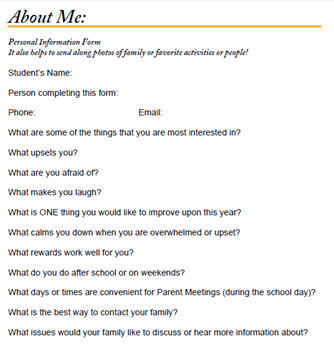 About Me:
Personal Information Form
It also helps to send along photos of family or favorite activities or people!
Student's Name:
Person completing this form:
Phone: Email:
What are some of the things that you are most interested in?
What upsets you?
What are you afraid of?
What makes you laugh?
What is ONE thing you would like to improve upon this year?
What calms you down when you are overwhelmed or upset?
What rewards work well for you?
What do you do after school or on weekends?
What days or times are convenient for Parent Meetings (during the school day)?
What is the best way to contact your family?
What issues would your family like to discuss or hear more information about?